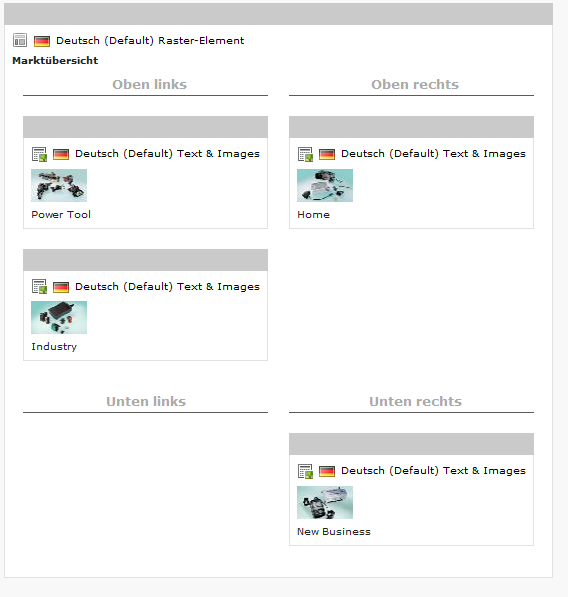 Deutsch (Default) Raster-Element
Marktübersicht
Oben links
Deutsch (Default) Text & Images
Power Tool
Deutsch (Default) Text & Images
Industry
Oben rechts
Deutsch (Default) Text & Images
Home
Unten links
Unten rechts
Deutsch (Default) Text & Images
New Business